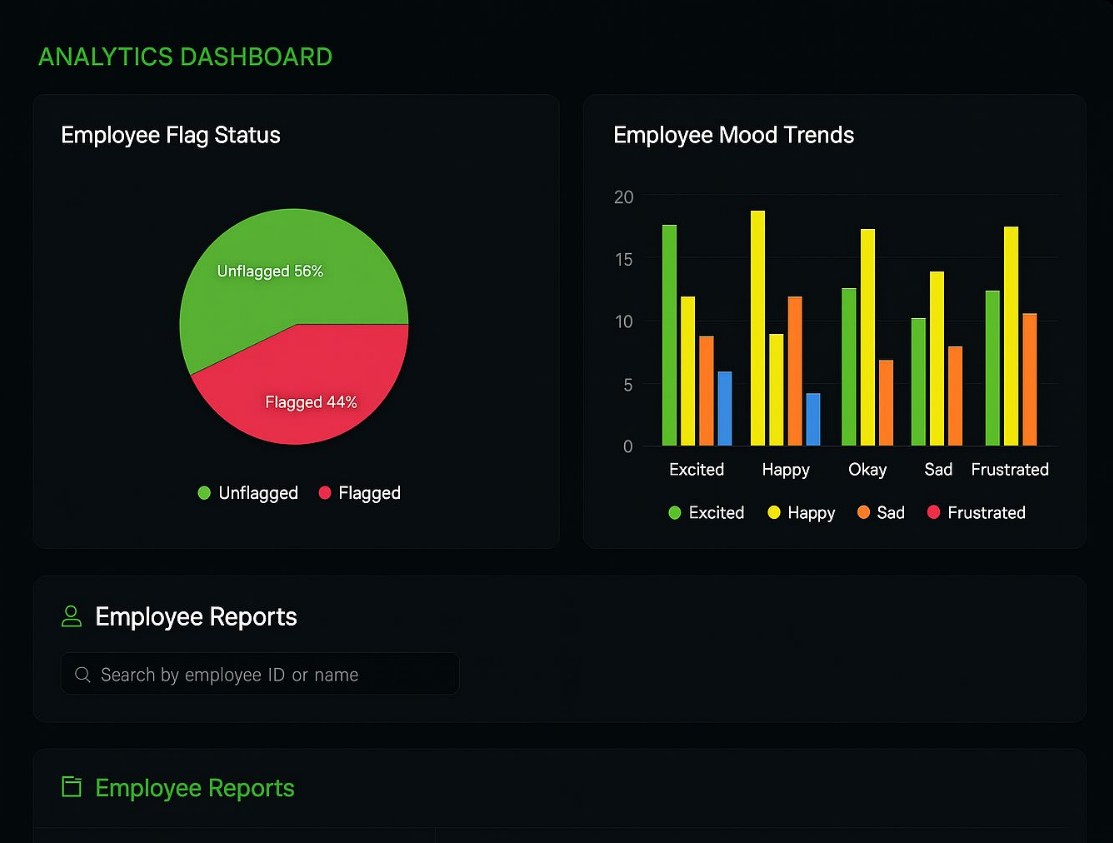 ANALYTICS DASHBOARD
Employee Flag Status
Unflagged 56%
Flagged 44%
Unflagged
Flagged
Employee Mood Trends
20
15
10
5
0
Excited Happy Okay Sad Frustrated
Excited Happy Sad Frustrated
Employee Reports
Search by employee ID or name
Employee Reports